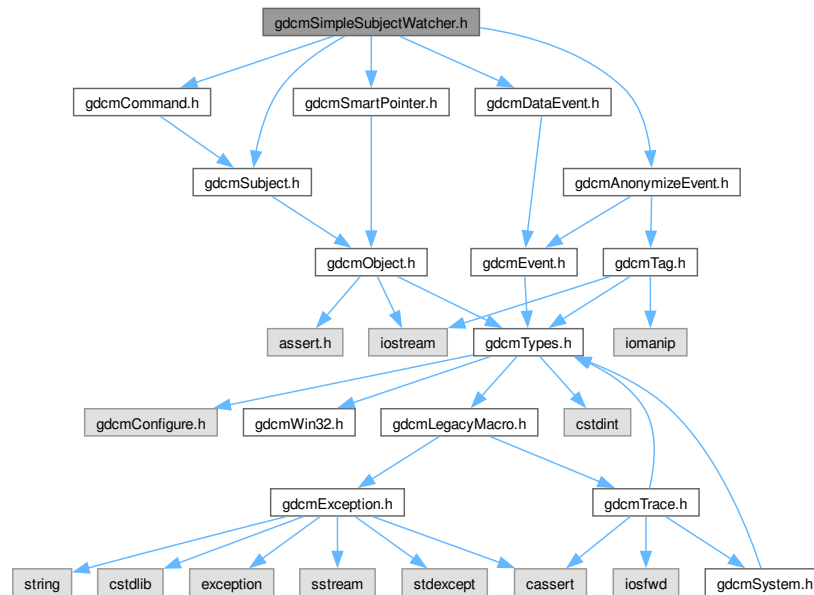 gdcmSimpleSubjectWatcher.h
gdcmCommand.h
gdcmSmartPointer.h
gdcmDataEvent.h
gdcmSubject.h
gdcmAnonymizeEvent.h
gdcmObject.h
gdcmEvent.h
gdcmTag.h
assert.h
iostream
gdcmTypes.h
iomanip
gdcmConfigure.h
gdcmWin32.h
gdcmLegacyMacro.h
cstdint
gdcmException.h
gdcmTrace.h
string
cstdlib
exception
sstream
stdexcept
cassert
iosfwd
gdcmSystem.h